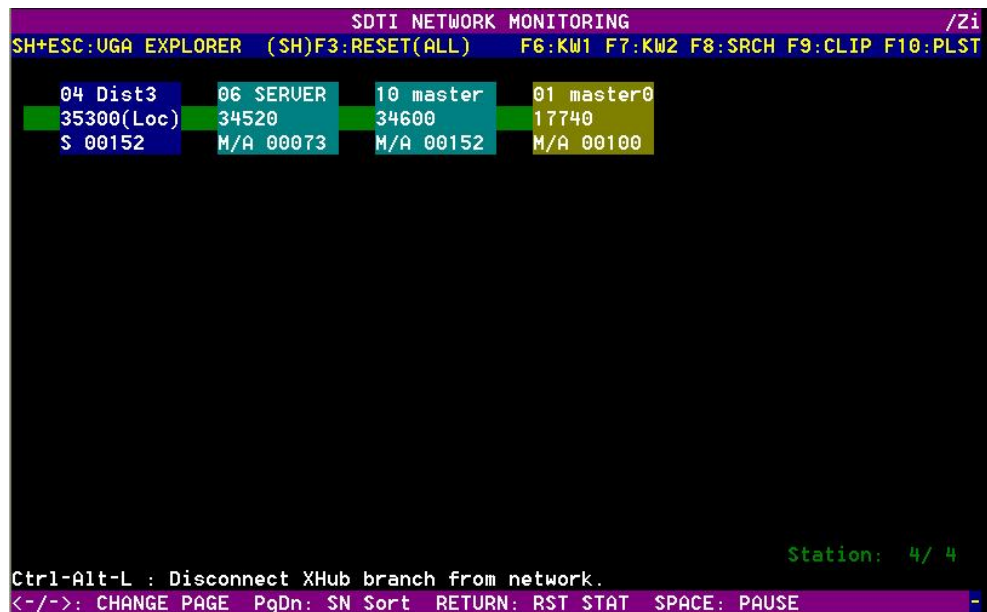 SDTI NETWORK MONITORING /Zi
SH+ESC:VGA EXPLORER (SH)F3:RESET(ALL) F6:KW1 F7:KW2 F8:SRCH F9:CLIP F10:PLST
04 Dist3 06 SERVER 10 master 01 master0
35300(Loc) 34520 34600 17740
S 00152 M/A 00073 M/A 00152 M/A 00100
Station: 4/ 4
Ctrl-Alt-L : Disconnect XHub branch from network.
<-/->: CHANGE PAGE PgDn: SN Sort RETURN: RST STAT SPACE: PAUSE -